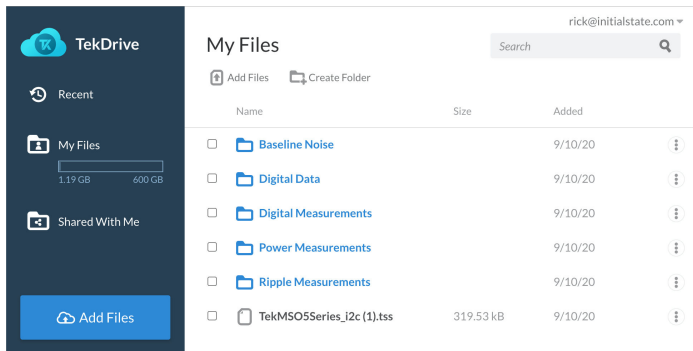 TK TekDrive
Recent
My Files
1.19 GB 600 GB
Shared With Me
Add Files
rick@initialstate.com
My Files
Search
Add Files Create Folder
Name Size Added
Baseline Noise 9/10/20
Digital Data 9/10/20
Digital Measurements 9/10/20
Power Measurements 9/10/20
Ripple Measurements 9/10/20
TekMSO5Series_i2c (1).tss 319.53 kB 9/10/20